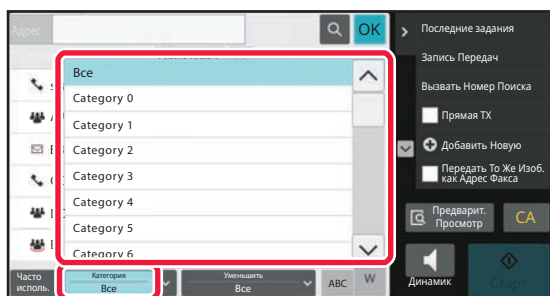 Адрес
OK
Последние задания
Запись Передач
Вызвать Номер Поиска
Прямая TX
Добавить Новую
Передать То Же Изоб.
как Адрес Факса
Предварит.
Просмотр
CA
Динамик
Старт
Все
Category 0
Category 1
Category 2
Category 3
Category 4
Category 5
Category 6
Часто
исполь.
Категория
Все
Уменьшить
Все
ABC
W